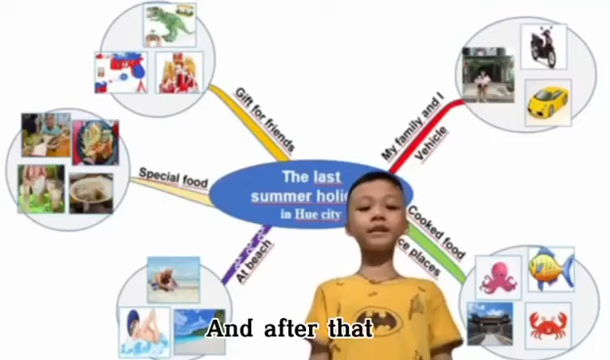 Gift for friends
My family and I
Vehicle
Special food
The last
summer holi
in Hue city
At beach
Cooked food
ce places
And after that